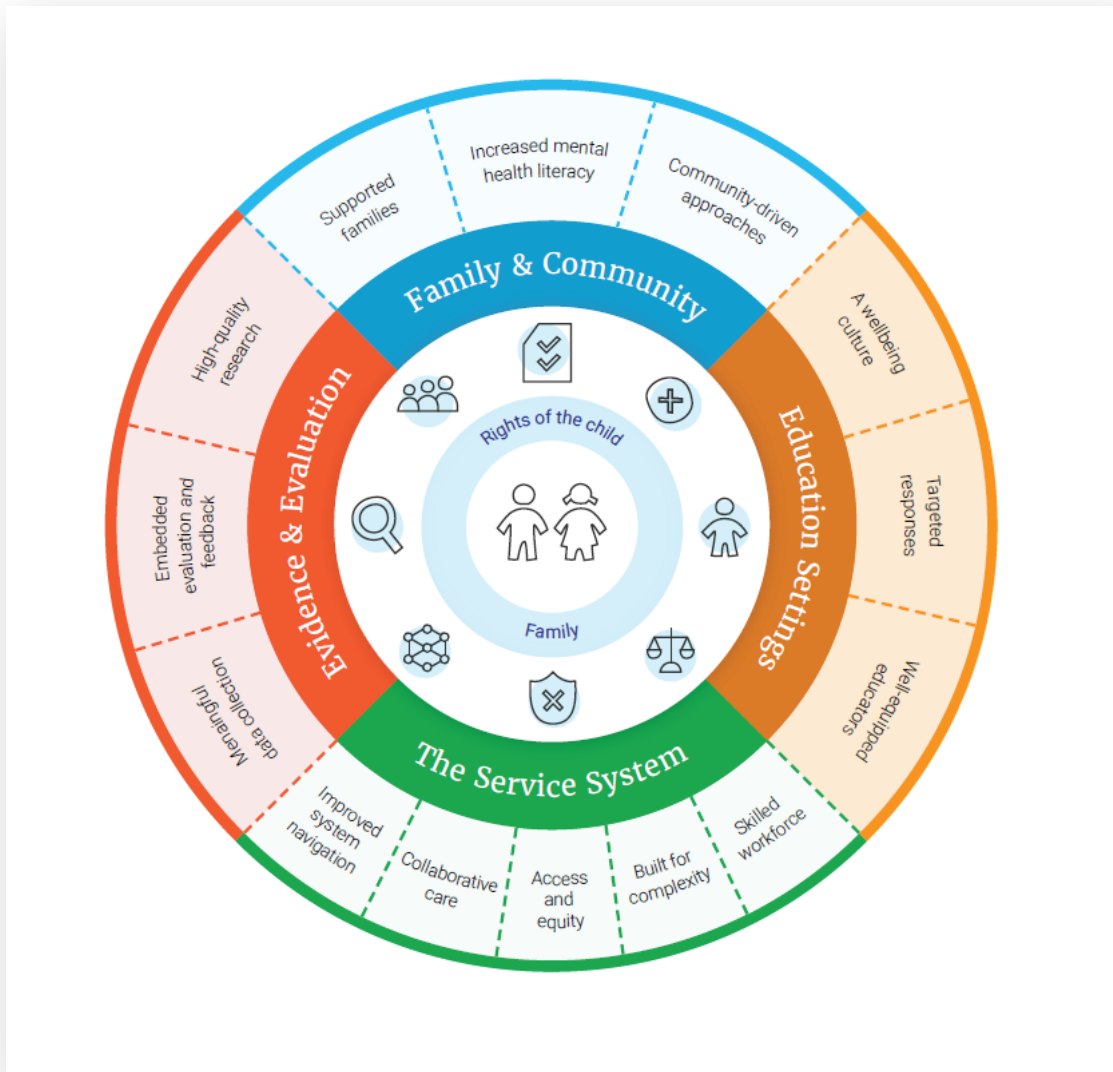 Supported
families
Increased mental
health literacy
Community-driven
approaches
Family & Community
A wellbeing
culture
Targeted
responses
Well-equipped
educators
Education Settings
Skilled
workforce
Built for
complexity
Access
and
equity
Collaborative
care
Improved
system
navigation
The Service System
Menaingful
data collection
Embedded
evaluation and
feedback
High-quality
research
Evidence & Evaluation
Rights of the child
Family